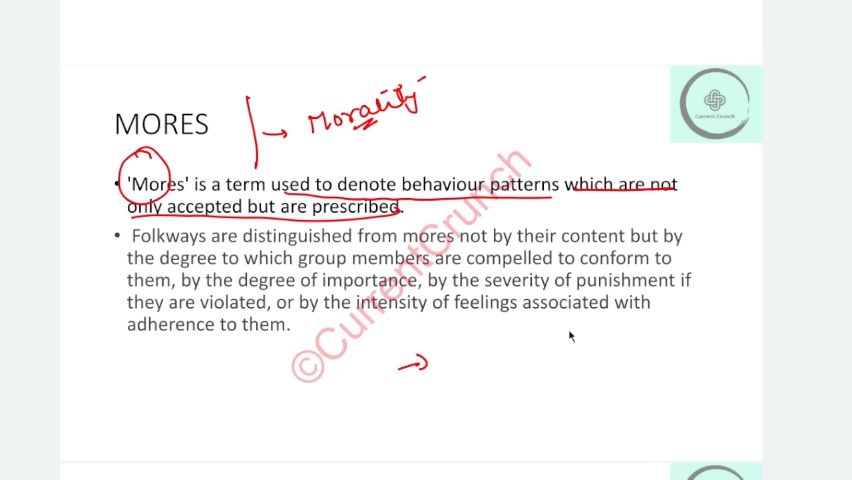 MORES
Morality
Current Crunch
• 'Mores' is a term used to denote behaviour patterns which are not
only accepted but are prescribed.
• Folkways are distinguished from mores not by their content but by
the degree to which group members are compelled to conform to
them, by the degree of importance, by the severity of punishment if
they are violated, or by the intensity of feelings associated with
adherence to them.
©CurrentCrunch